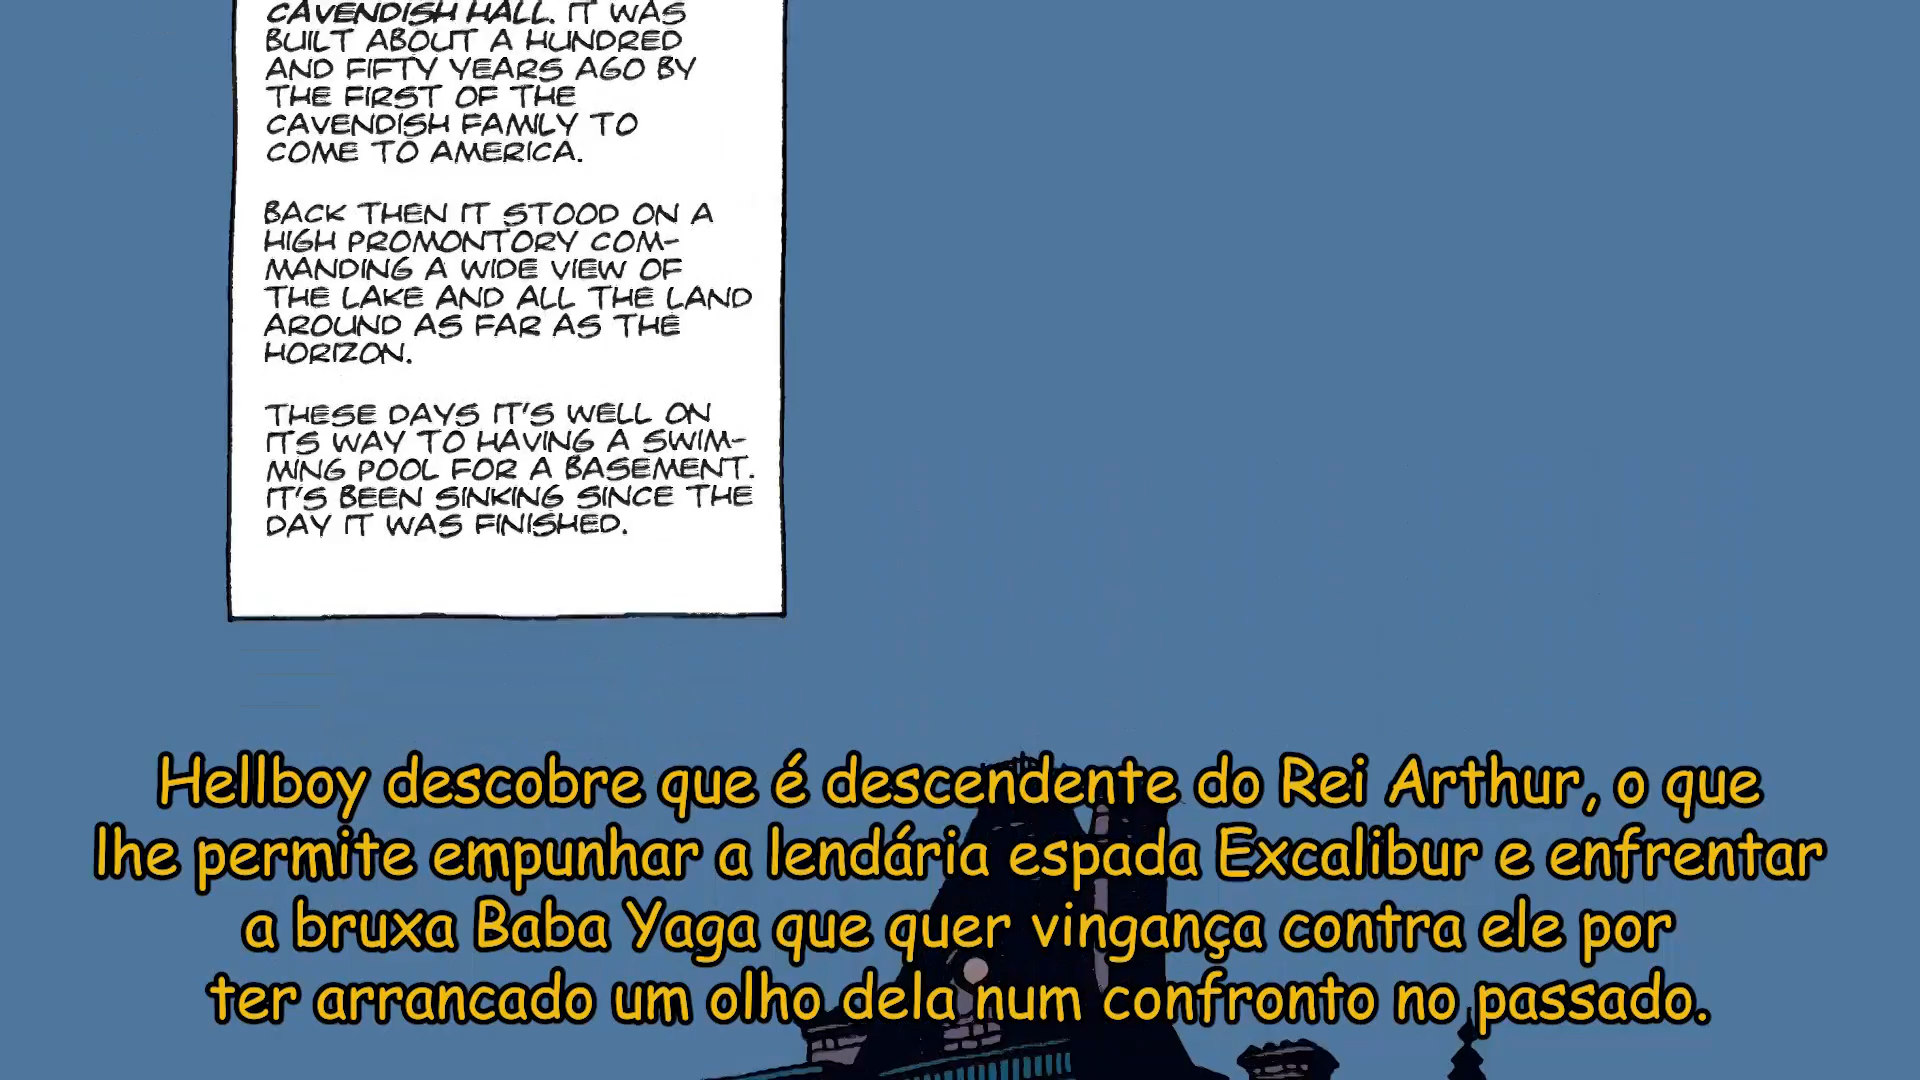 CAVENDISH HALL. IT WAS
BUILT ABOUT A HUNDRED
AND FIFTY YEARS AGO BY
THE FIRST OF THE
CAVENDISH FAMILY TO
COME TO AMERICA.
BACK THEN IT STOOD ON A
HIGH PROMONTORY COM-
MANDING A WIDE VIEW OF
THE LAKE AND ALL THE LAND
AROUND AS FAR AS THE
HORIZON.
THESE DAYS IT'S WELL ON
ITS WAY TO HAVING A SWIM-
MING POOL FOR A BASEMENT.
IT'S BEEN SINKING SINCE THE
DAY IT WAS FINISHED.
Hellboy descobre que é descendente do Rei Arthur, o que
lhe permite empunhar a lendária espada Excalibur e enfrentar
a bruxa Baba Yaga que quer vingança contra ele por
ter arrancado um olho dela num confronto no passado.